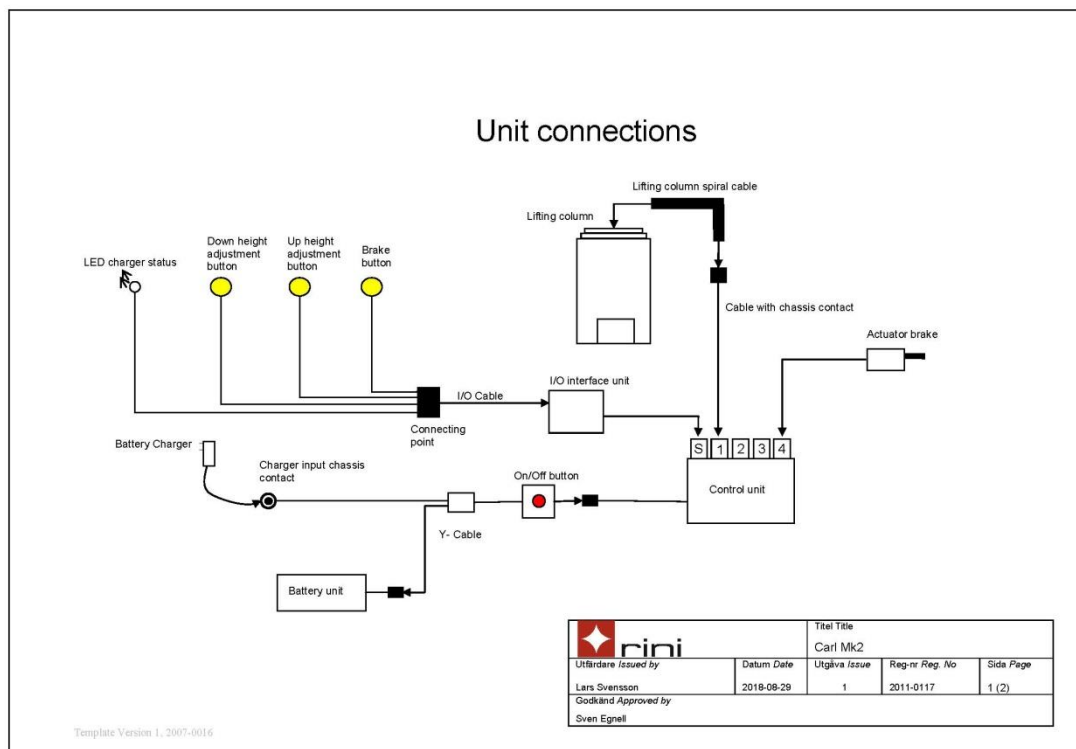 Unit connections
Lifting column spiral cable
Lifting column
Down height
adjustment
button
Up height
adjustment
button
Brake
button
LED charger status
Cable with chassis contact
Actuator brake
I/O interface unit
I/O Cable
Connecting
point
S 1 2 3 4
Control unit
Battery Charger
Charger input chassis
contact
On/Off button
Y- Cable
Battery unit
rini
Titel Title
Carl Mk2
Utfärdare Issued by
Datum Date
Utgåva Issue
Reg-nr Reg. No
Sida Page
Lars Svensson
2018-08-29
1
2011-0117
1 (2)
Godkänd Approved by
Sven Egnell
Template Version 1, 2007-0016